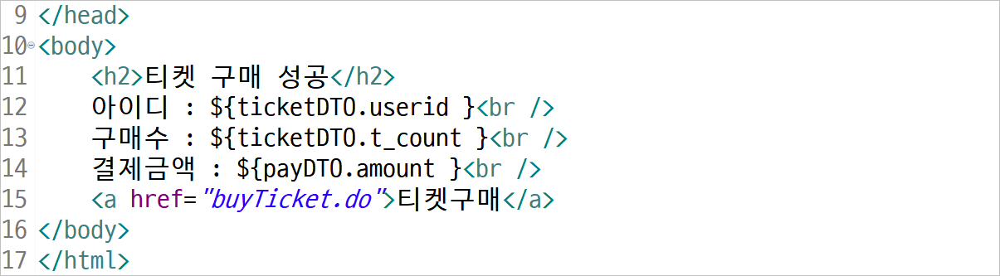 9 </head>
10 <body>
11     <h2>티켓 구매 성공</h2>
12     아이디 : ${ticketDTO.userid }<br />
13     구매수 : ${ticketDTO.t_count }<br />
14     결제금액 : ${payDTO.amount }<br />
15     <a href="buyTicket.do">티켓구매</a>
16 </body>
17 </html>